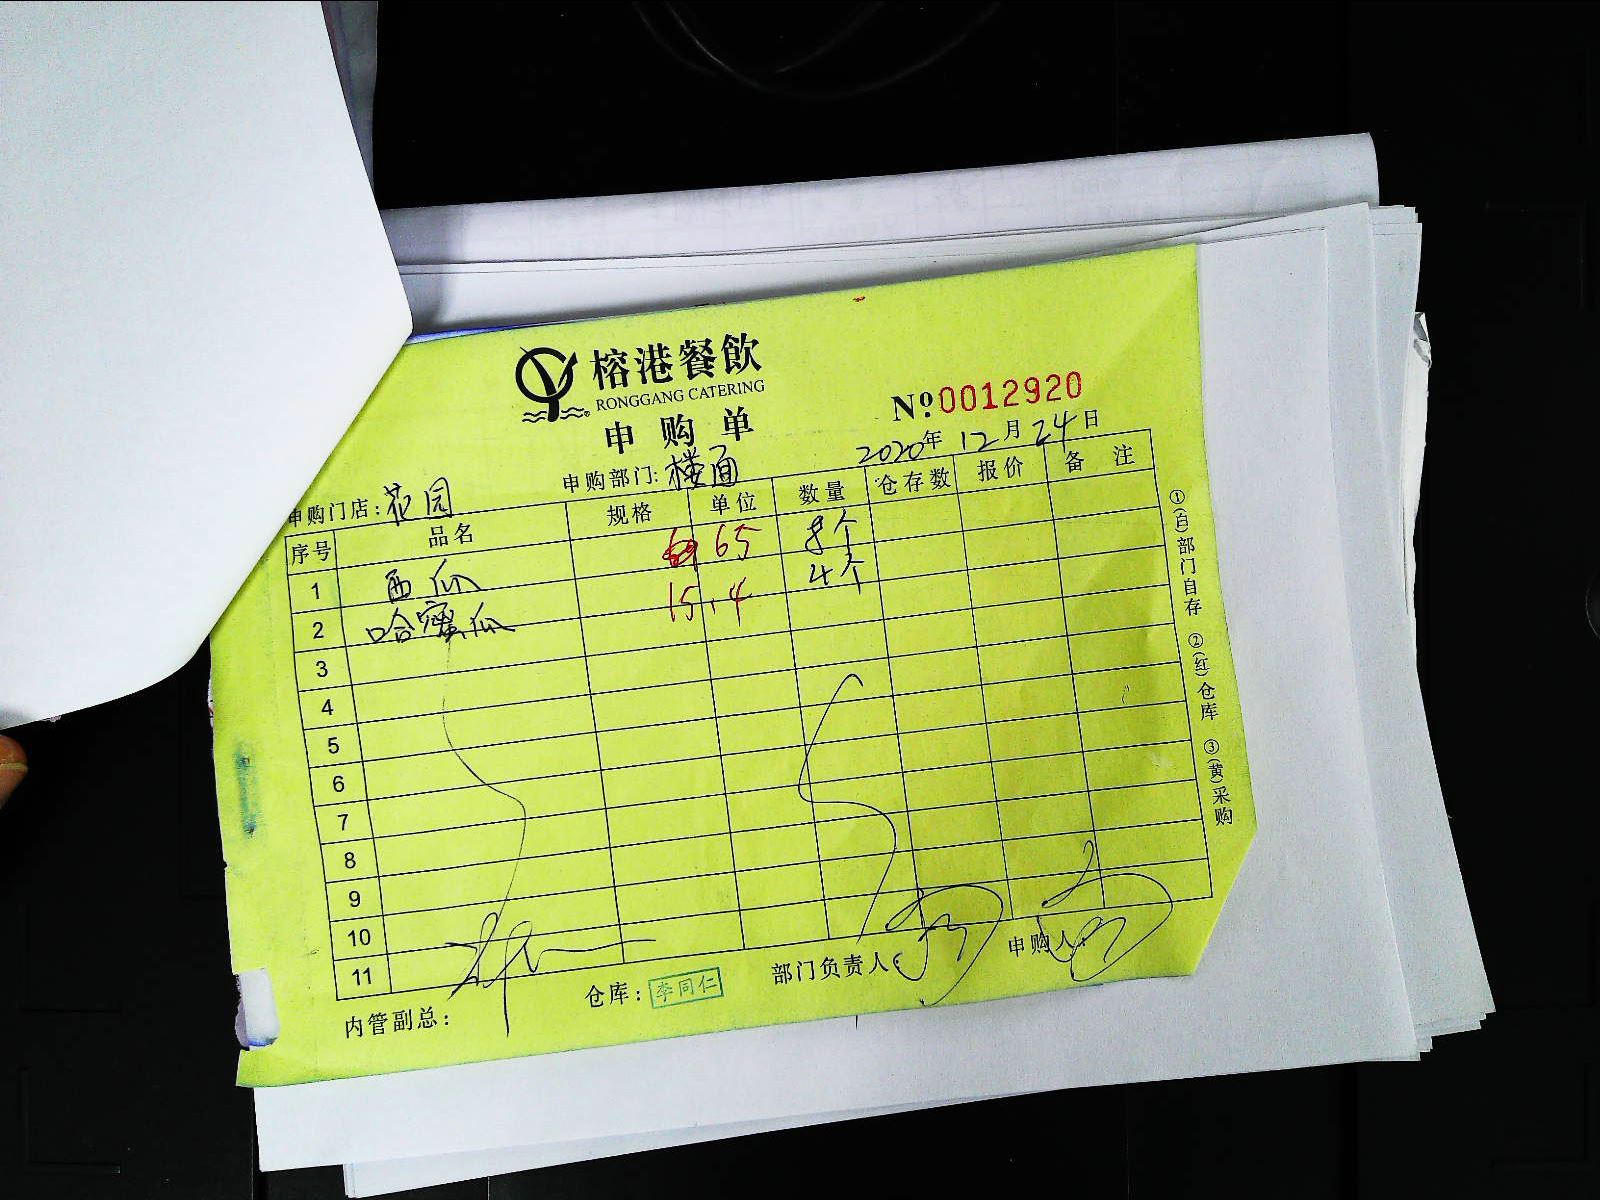 榕港餐飲
RONGGANG CATERING
申购单
№0012920
申购门店:花园 申购部门:楼面 2020年12月24日
序号 品名 规格 单位 数量 仓存数 报价 备注
1 西瓜 65 8个
2 哈蜜瓜 15.4 4个
3
4
5
6
7
8
9
10
11
内管副总: 仓库:李同仁 部门负责人: 申购人:
①(白)部门自存 ②(红)仓库 ③(黄)采购